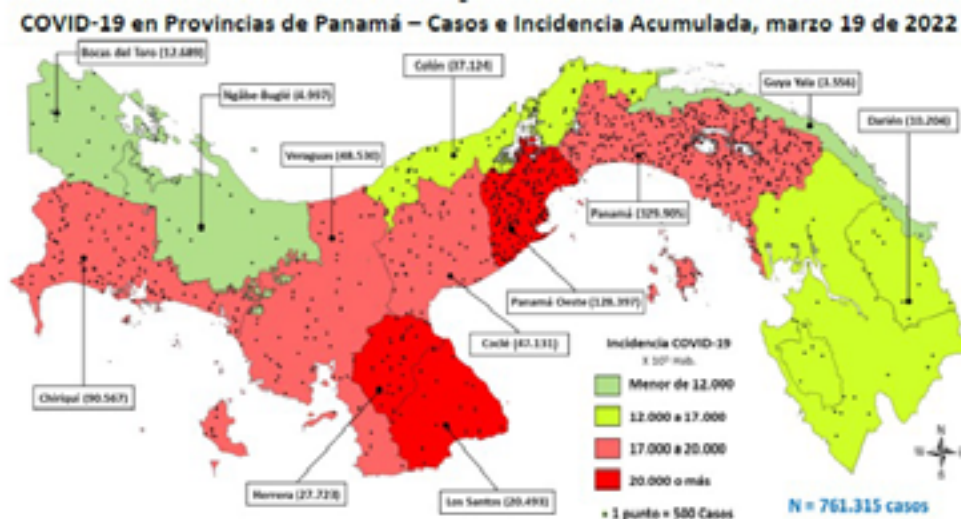 COVID-19 en Provincias de Panamá – Casos e Incidencia Acumulada, marzo 19 de 2022
Bocas del Toro (12.689)
Colón (37.124)
Ngäbe-Buglé (4.997)
Guya Yala (3.556)
Darién (10.206)
Veraguas (48.530)
Panamá (329.905)
Panamá Oeste (128.397)
Coclé (47.131)
Chiriquí (90.567)
Herrera (27.723)
Los Santos (20.493)
Incidencia COVID-19
X 10⁵ Hab.
Menor de 12.000
12.000 a 17.000
17.000 a 20.000
20.000 o más
1 punto = 500 Casos
N
S
N = 761.315 casos